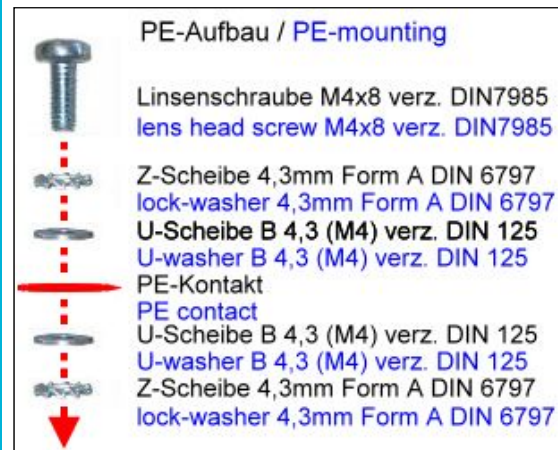 PE-Aufbau / PE-mounting
Linsenschraube M4x8 verz. DIN7985
lens head screw M4x8 verz. DIN7985
Z-Scheibe 4,3mm Form A DIN 6797
lock-washer 4,3mm Form A DIN 6797
U-Scheibe B 4,3 (M4) verz. DIN 125
U-washer B 4,3 (M4) verz. DIN 125
PE-Kontakt
PE contact
U-Scheibe B 4,3 (M4) verz. DIN 125
U-washer B 4,3 (M4) verz. DIN 125
Z-Scheibe 4,3mm Form A DIN 6797
lock-washer 4,3mm Form A DIN 6797